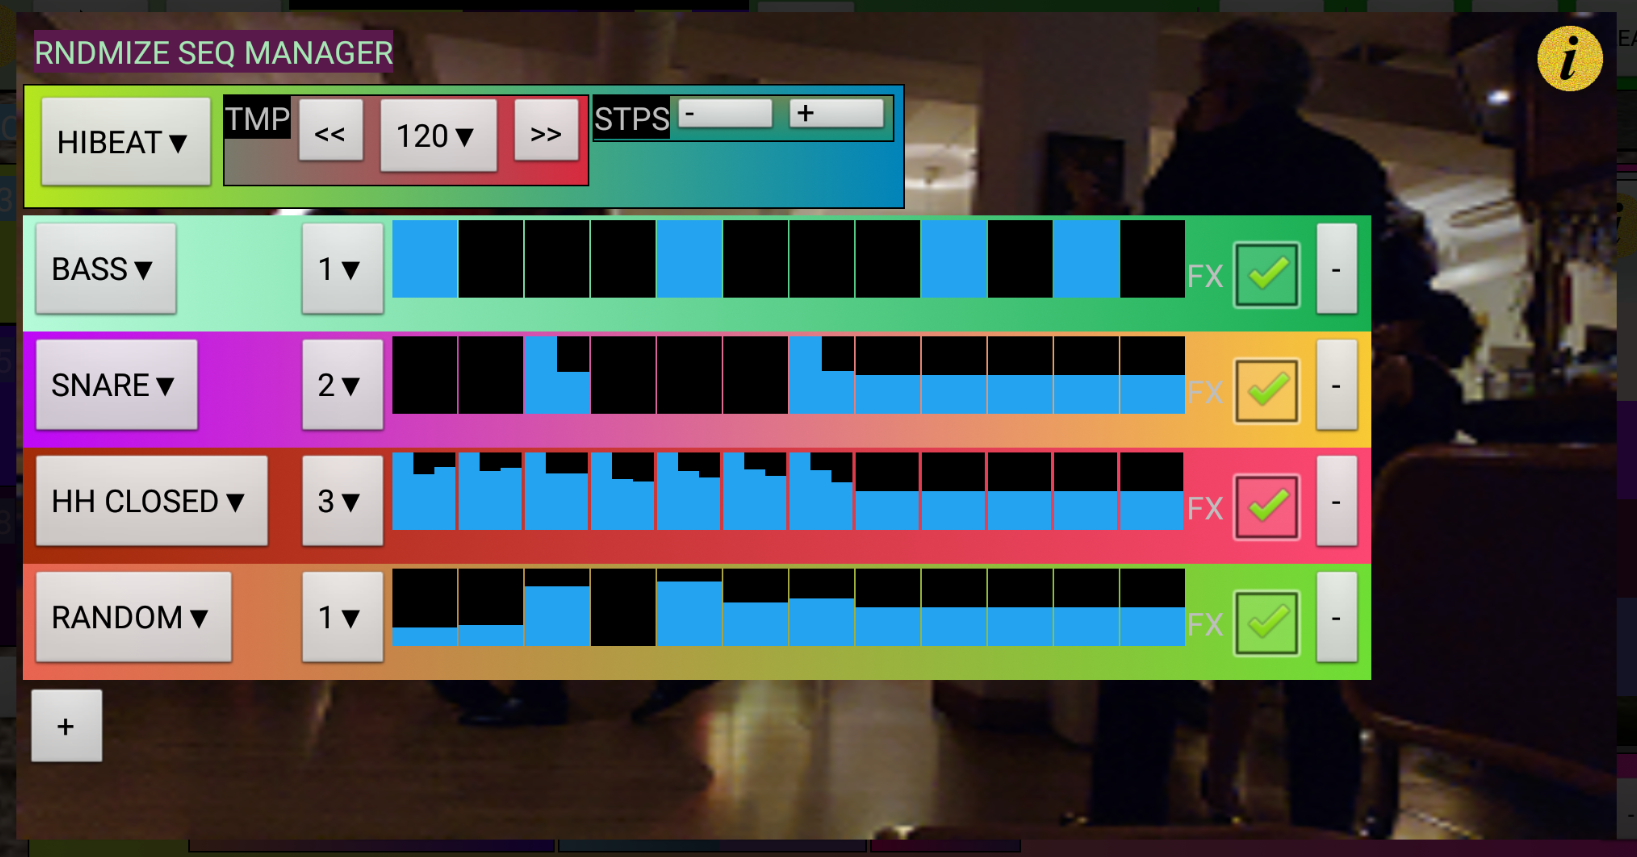 RNDMIZE SEQ MANAGER
i
HIBEAT ▼ TMP << 120 ▼ >> STPS - +
BASS ▼ 1 ▼ FX -
SNARE ▼ 2 ▼ FX -
HH CLOSED ▼ 3 ▼ FX -
RANDOM ▼ 1 ▼ FX -
+